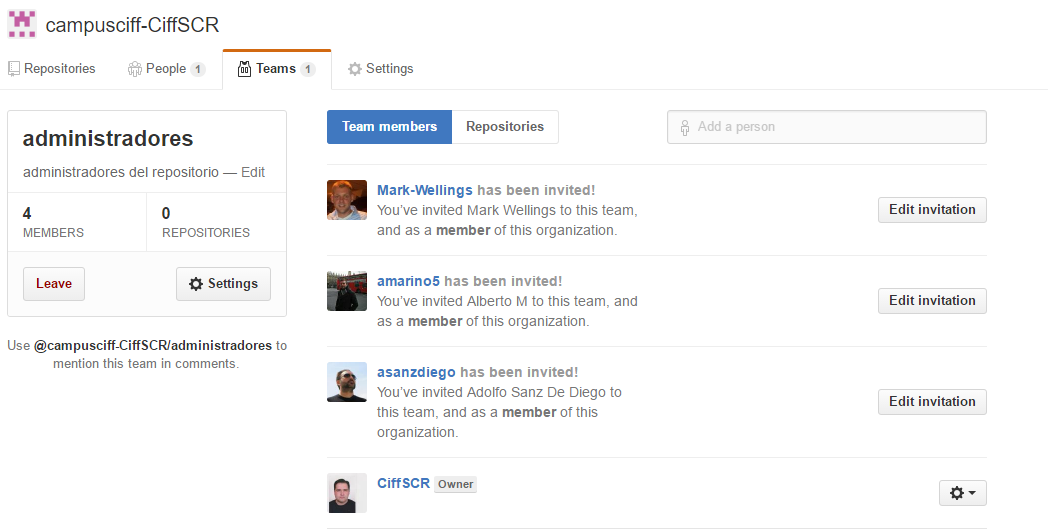 campusciff-CiffSCR
Repositories People 1 Teams 1 Settings
administradores
administradores del repositorio — Edit
4
MEMBERS
0
REPOSITORIES
Leave
Settings
Use @campusciff-CiffSCR/administradores to
mention this team in comments.
Team members Repositories
Add a person
Mark-Wellings has been invited!
You've invited Mark Wellings to this team,
and as a member of this organization.
Edit invitation
amarino5 has been invited!
You've invited Alberto M to this team, and
as a member of this organization.
Edit invitation
asanzdiego has been invited!
You've invited Adolfo Sanz De Diego to
this team, and as a member of this
organization.
Edit invitation
CiffSCR Owner